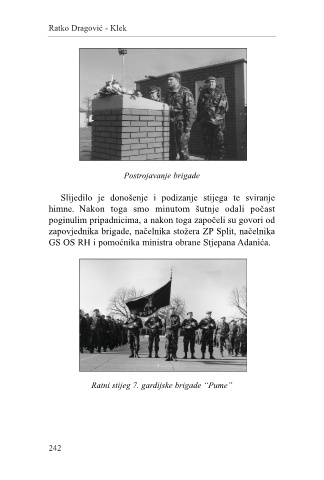 Ratko Dragović - Klek
Postrojavanje brigade
Slijedilo je donošenje i podizanje stijega te sviranje
himne. Nakon toga smo minutom šutnje odali počast
poginulim pripadnicima, a nakon toga započeli su govori od
zapovjednika brigade, načelnika stožera ZP Split, načelnika
GS OS RH i pomoćnika ministra obrane Stjepana Adanića.
Ratni stijeg 7. gardijske brigade “Pume”
242